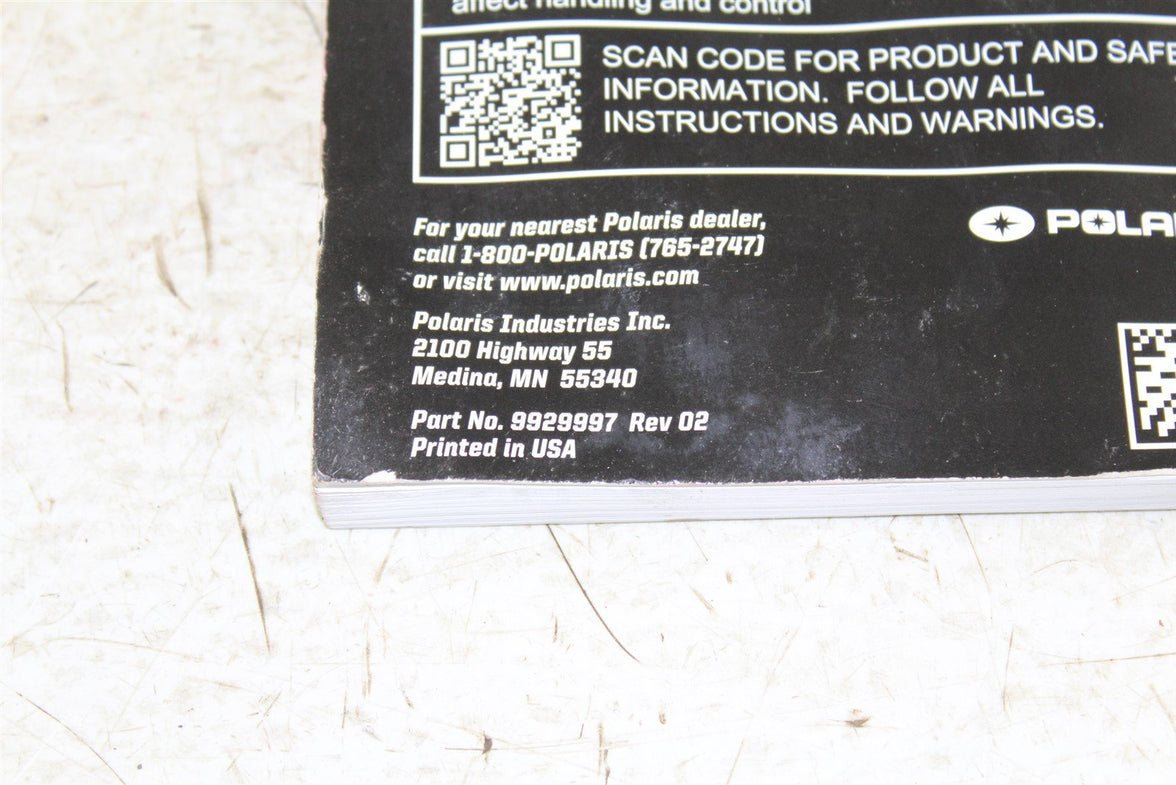 affect handling and control
SCAN CODE FOR PRODUCT AND
INFORMATION.  FOLLOW ALL
INSTRUCTIONS AND WARNINGS.
For your nearest Polaris dealer,
call 1-800-POLARIS (765-2747)
or visit www.polaris.com
Polaris Industries Inc.
2100 Highway 55
Medina, MN  55340
Part No. 9929997  Rev 02
Printed in USA